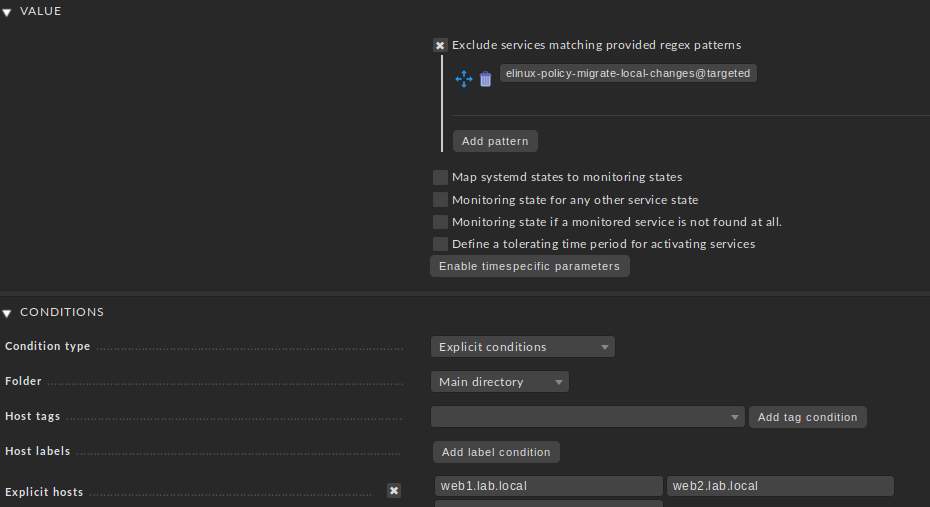 VALUE
Exclude services matching provided regex patterns
elinux-policy-migrate-local-changes@targeted
Add pattern
Map systemd states to monitoring states
Monitoring state for any other service state
Monitoring state if a monitored service is not found at all.
Define a tolerating time period for activating services
Enable timespecific parameters
CONDITIONS
Condition type Explicit conditions
Folder Main directory
Host tags Add tag condition
Host labels Add label condition
Explicit hosts web1.lab.local web2.lab.local